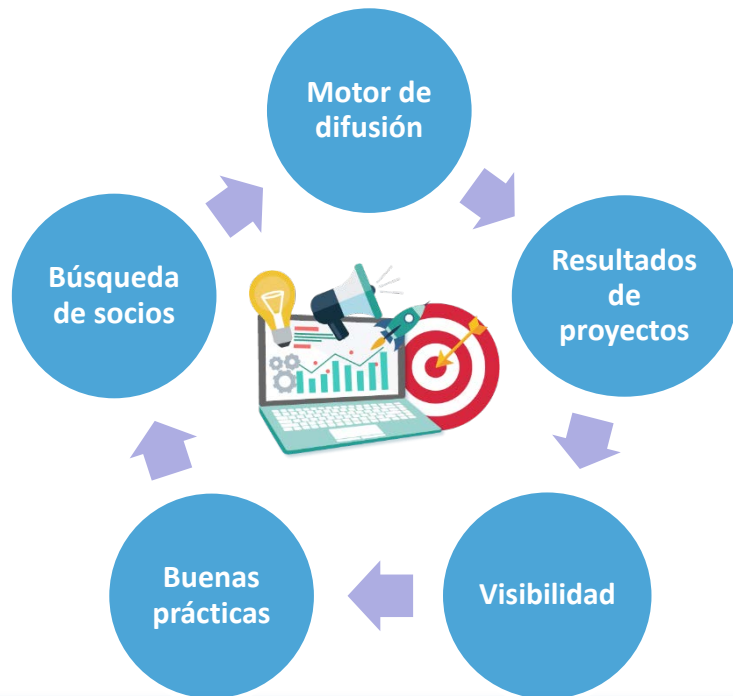 Motor de
difusión
Resultados
de
proyectos
Visibilidad
Buenas
prácticas
Búsqueda
de socios